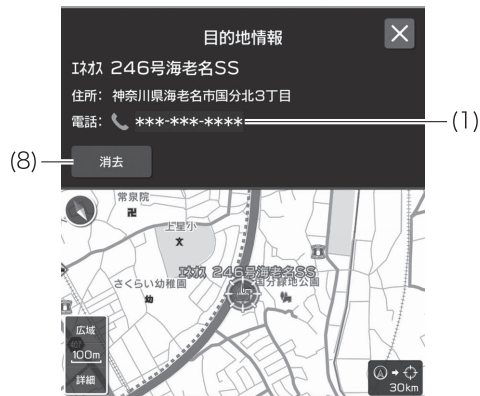 目的地情報
エネオス 246号海老名SS
住所: 神奈川県海老名市国分北3丁目
電話: ***-***-****
(1)
(8)
消去
常泉院
卍
上星小
文
エネオス 246号海老名SS
さくらい幼稚園
国分緑地公園
幼
広域
100m
詳細
30km